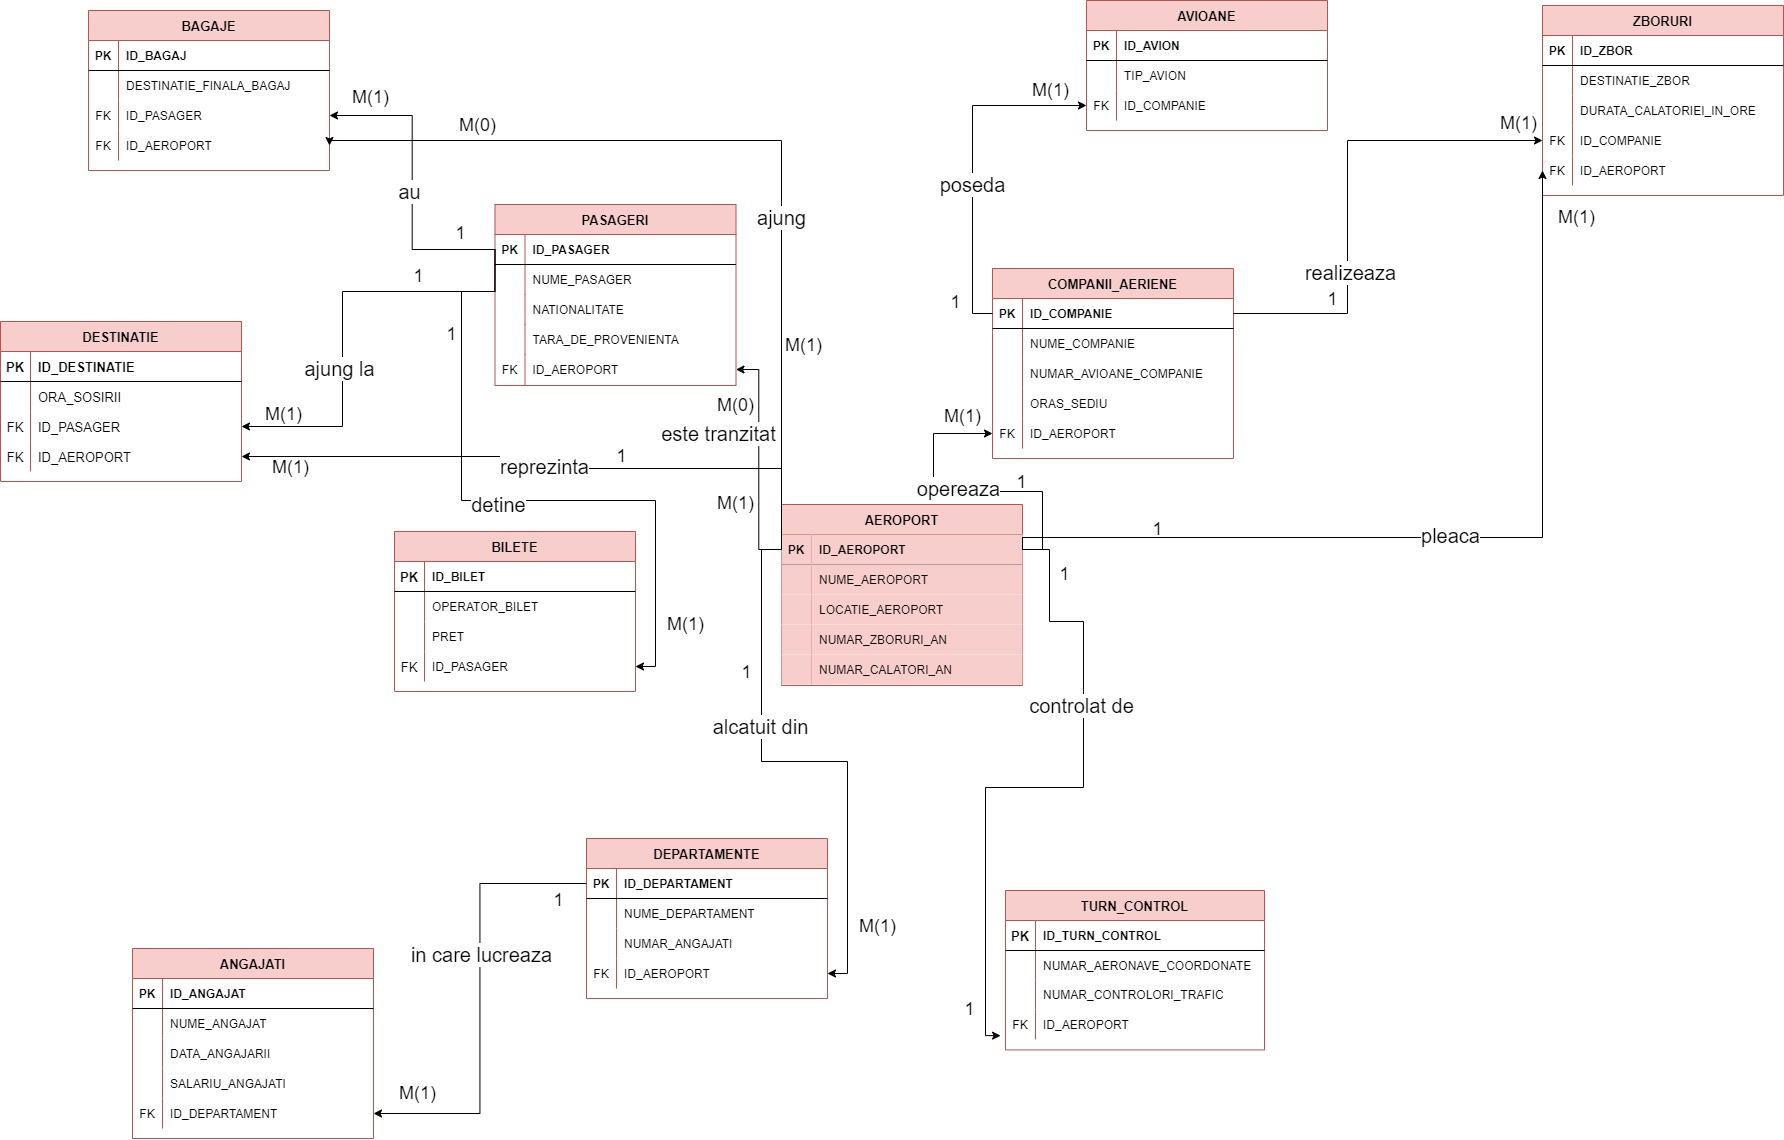 BAGAJE
PK ID_BAGAJ
DESTINATIE_FINALA_BAGAJ
FK ID_PASAGER
FK ID_AEROPORT
M(1)
M(0)
au
1
ajung
M(1)
PASAGERI
PK ID_PASAGER
NUME_PASAGER
NATIONALITATE
TARA_DE_PROVENIENTA
FK ID_AEROPORT
1
1
ajung la
M(1)
DESTINATIE
PK ID_DESTINATIE
ORA_SOSIRII
FK ID_PASAGER
FK ID_AEROPORT
M(1)
reprezinta
1
M(0)
este tranzitat
M(1)
detine
M(1)
BILETE
PK ID_BILET
OPERATOR_BILET
PRET
FK ID_PASAGER
AVIOANE
PK ID_AVION
TIP_AVION
FK ID_COMPANIE
M(1)
poseda
1
ZBORURI
PK ID_ZBOR
DESTINATIE_ZBOR
DURATA_CALATORIEI_IN_ORE
FK ID_COMPANIE
FK ID_AEROPORT
M(1)
M(1)
realizeaza
1
COMPANII_AERIENE
PK ID_COMPANIE
NUME_COMPANIE
NUMAR_AVIOANE_COMPANIE
ORAS_SEDIU
FK ID_AEROPORT
M(1)
opereaza
1
AEROPORT
PK ID_AEROPORT
NUME_AEROPORT
LOCATIE_AEROPORT
NUMAR_ZBORURI_AN
NUMAR_CALATORI_AN
1
pleaca
1
controlat de
1
1
alcatuit din
M(1)
DEPARTAMENTE
PK ID_DEPARTAMENT
NUME_DEPARTAMENT
NUMAR_ANGAJATI
FK ID_AEROPORT
1
in care lucreaza
M(1)
ANGAJATI
PK ID_ANGAJAT
NUME_ANGAJAT
DATA_ANGAJARII
SALARIU_ANGAJATI
FK ID_DEPARTAMENT
TURN_CONTROL
PK ID_TURN_CONTROL
NUMAR_AERONAVE_COORDONATE
NUMAR_CONTROLORI_TRAFIC
FK ID_AEROPORT